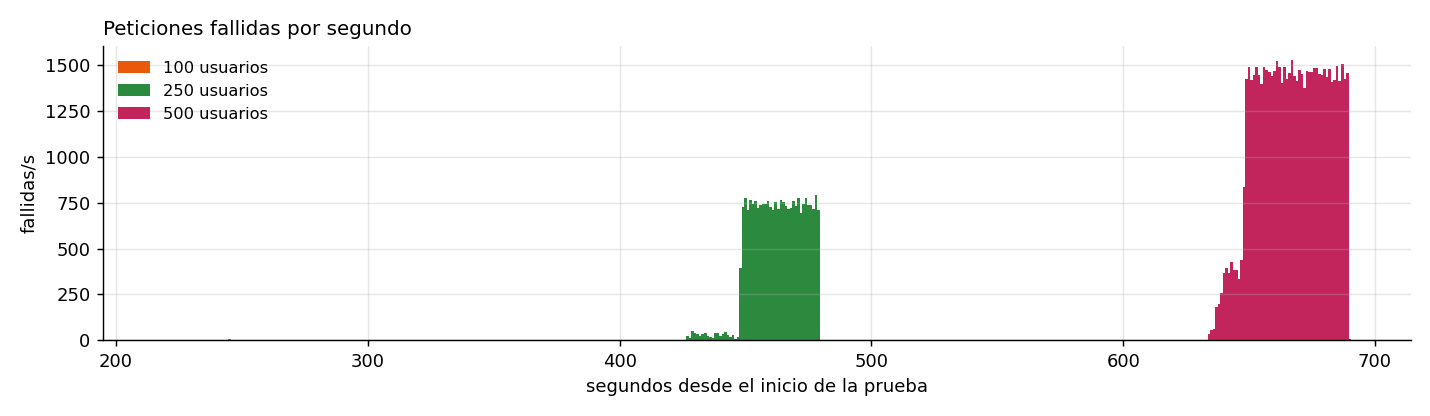 Peticiones fallidas por segundo
100 usuarios
250 usuarios
500 usuarios
fallidas/s
1500
1250
1000
750
500
250
0
200 300 400 500 600 700
segundos desde el inicio de la prueba